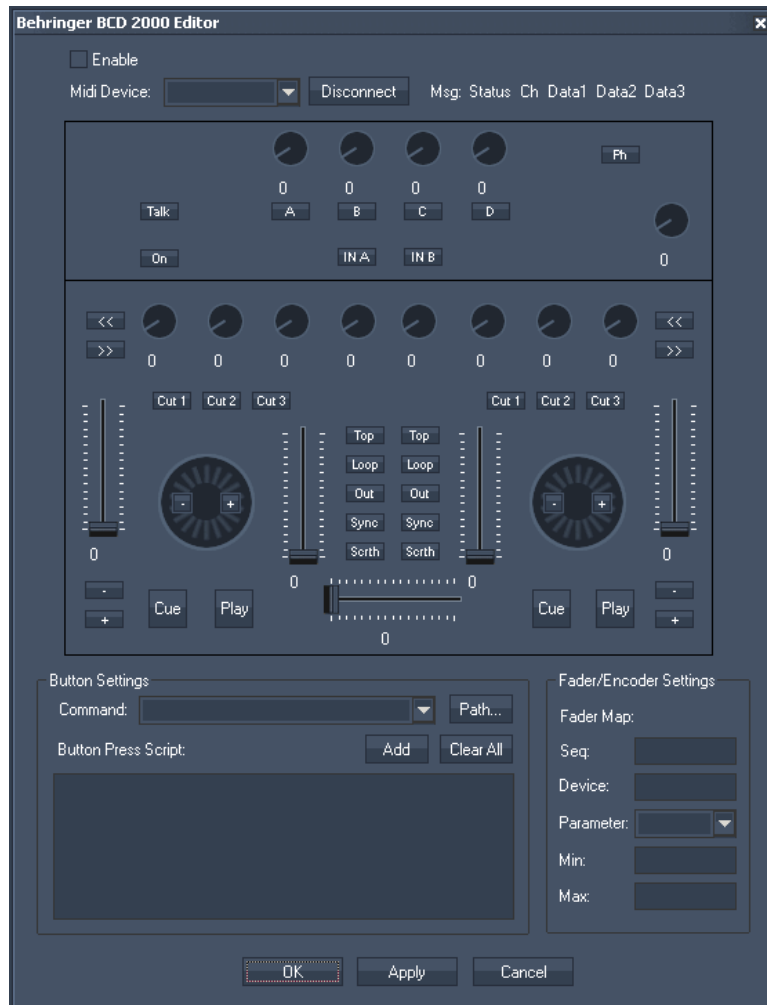 Behringer BCD 2000 Editor x
Enable
Midi Device: Disconnect Msg: Status Ch Data1 Data2 Data3
Ph
0 0 0 0
Talk A B C D
On IN A IN B 0
<< <<
>> 0 0 0 0 0 0 0 0 >>
Cut 1 Cut 2 Cut 3 Cut 1 Cut 2 Cut 3
Top Top
Loop Loop
- + Out Out - +
Sync Sync
0 Scrth Scrth 0
0 0
- -
Cue Play Cue Play
+ +
0
Button Settings Fader/Encoder Settings
Command: Path... Fader Map:
Button Press Script: Add Clear All Seq:
Device:
Parameter:
Min:
Max:
OK Apply Cancel